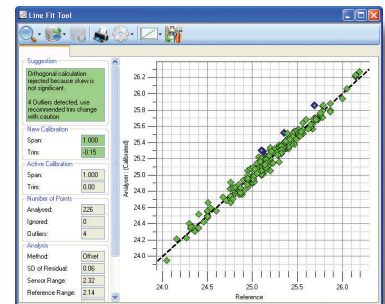 Line Fit Tool
Suggestion
Orthogonal calculation
rejected because skew is
not significant.
4 Outliers detected, use
recommended trim change
with caution
New Calibration
Span: 1.000
Trim: -0.15
Active Calibration
Span: 1.000
Trim: 0.00
Number of Points
Analysed: 226
Ignored: 0
Outliers: 4
Analysis
Method: Offset
SD of Residual: 0.06
Sensor Range: 2.32
Reference Range: 2.14
Analysis (Calibrated)
26.2
26.0
25.8
25.6
25.4
25.2
25.0
24.8
24.6
24.4
24.2
24.0
24.0 24.5 25.0 25.5 26.0
Reference